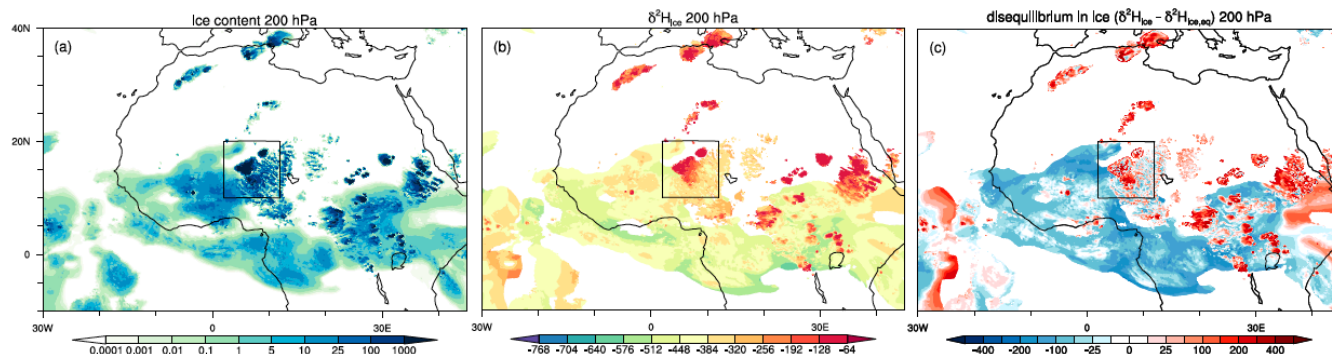 Ice content 200 hPa
δ²H_ice 200 hPa
disequilibrium in ice (δ²H_ice - δ²H_ice,eq) 200 hPa
40N
(a)
(b)
(c)
20N
0
30W 0 30E
30W 0 30E
30W 0 30E
0.0001 0.001 0.01 0.1 1 5 10 25 100 1000
-768 -704 -640 -576 -512 -448 -384 -320 -256 -192 -128 -64
-400 -200 -100 -50 -25 0 25 50 100 200 400